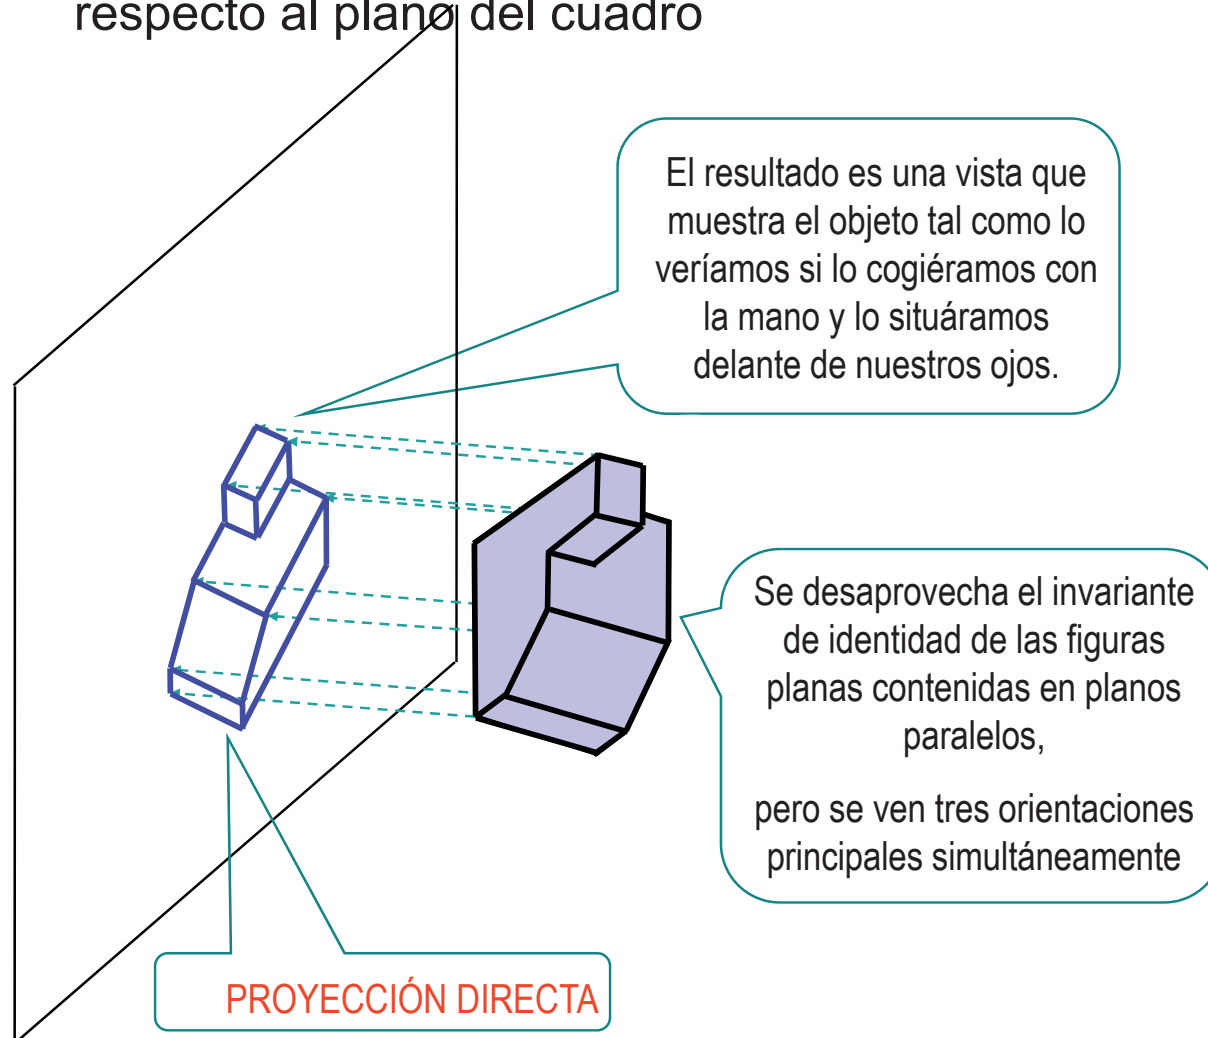 respecto al plano del cuadro
El resultado es una vista que
muestra el objeto tal como lo
veríamos si lo cogiéramos con
la mano y lo situáramos
delante de nuestros ojos.
Se desaprovecha el invariante
de identidad de las figuras
planas contenidas en planos
paralelos,
pero se ven tres orientaciones
principales simultáneamente
PROYECCIÓN DIRECTA